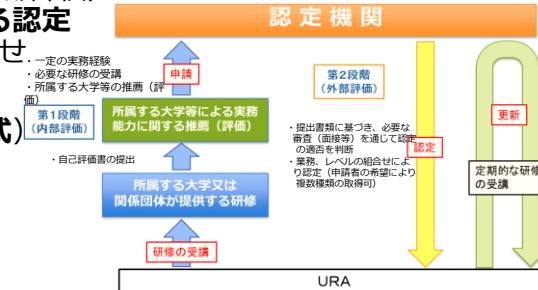 る認定
せ
式)
認定機関
・一定の実務経験
・必要な研修の受講
・所属する大学等の推薦（評
価）
申請
第1段階
（内部評価）
所属する大学等による実務
能力に関する推薦（評価）
・自己評価書の提出
所属する大学又は
関係団体が提供する研修
研修の受講
第2段階
（外部評価）
・提出書類に基づき、必要な
審査（面接等）を通じて認定
の適否を判断
・業務、レベルの組合せによ
り認定（申請者の希望により
複数種類の取得可）
認定
更新
定期的な研修
の受講
URA